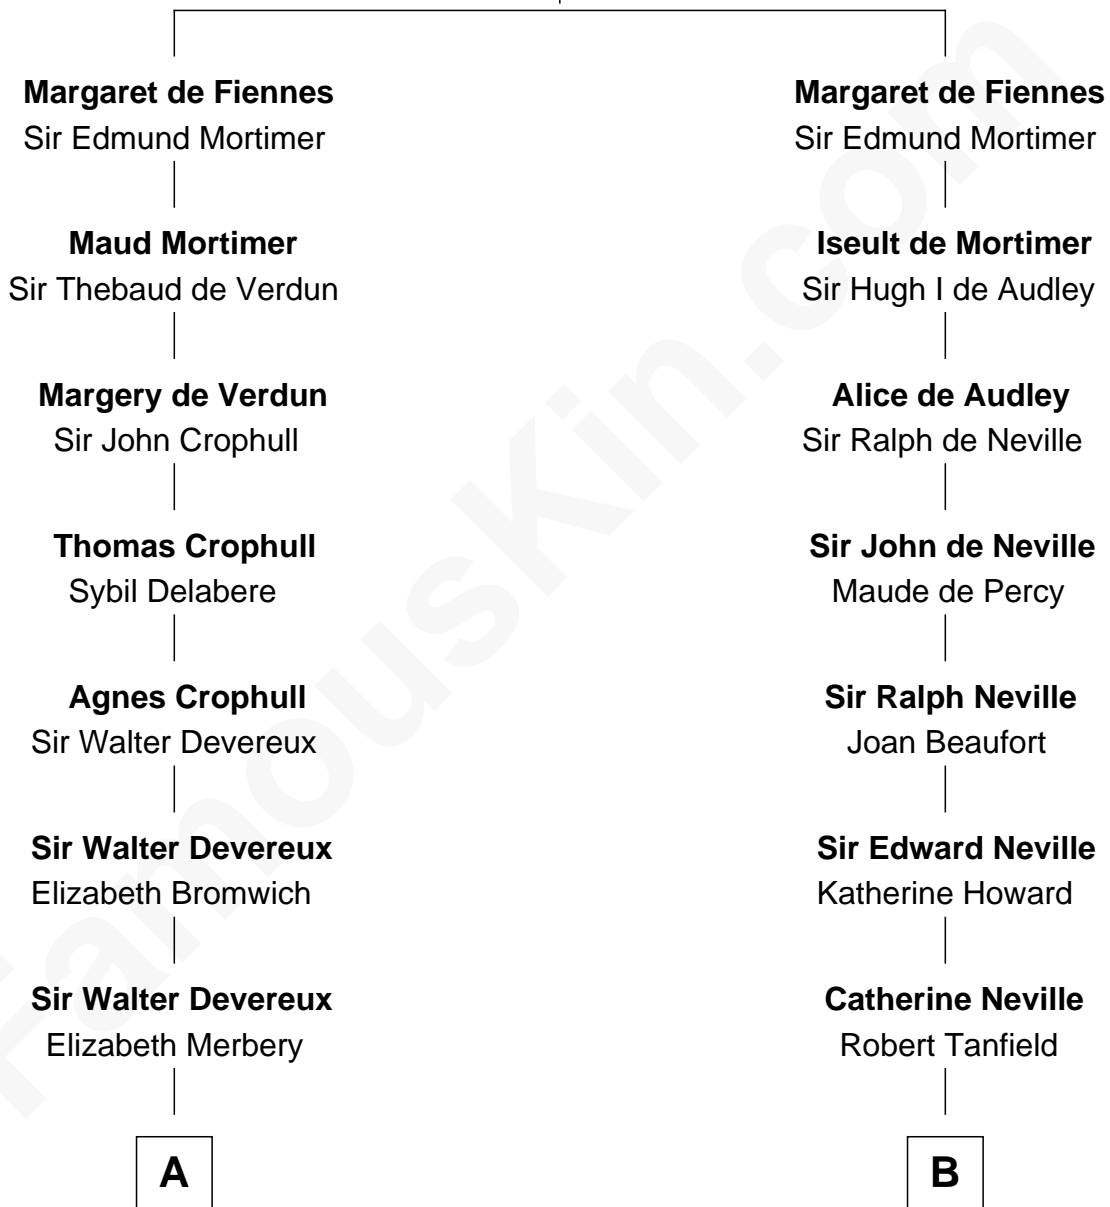 Margaret de Fiennes
Sir Edmund Mortimer
Maud Mortimer
Sir Thebaud de Verdun
Margery de Verdun
Sir John Crophull
Thomas Crophull
Sybil Delabere
Agnes Crophull
Sir Walter Devereux
Sir Walter Devereux
Elizabeth Bromwich
Sir Walter Devereux
Elizabeth Merbery
A
Margaret de Fiennes
Sir Edmund Mortimer
Iseult de Mortimer
Sir Hugh I de Audley
Alice de Audley
Sir Ralph de Neville
Sir John de Neville
Maude de Percy
Sir Ralph Neville
Joan Beaufort
Sir Edward Neville
Katherine Howard
Catherine Neville
Robert Tanfield
B
FamousKin.com